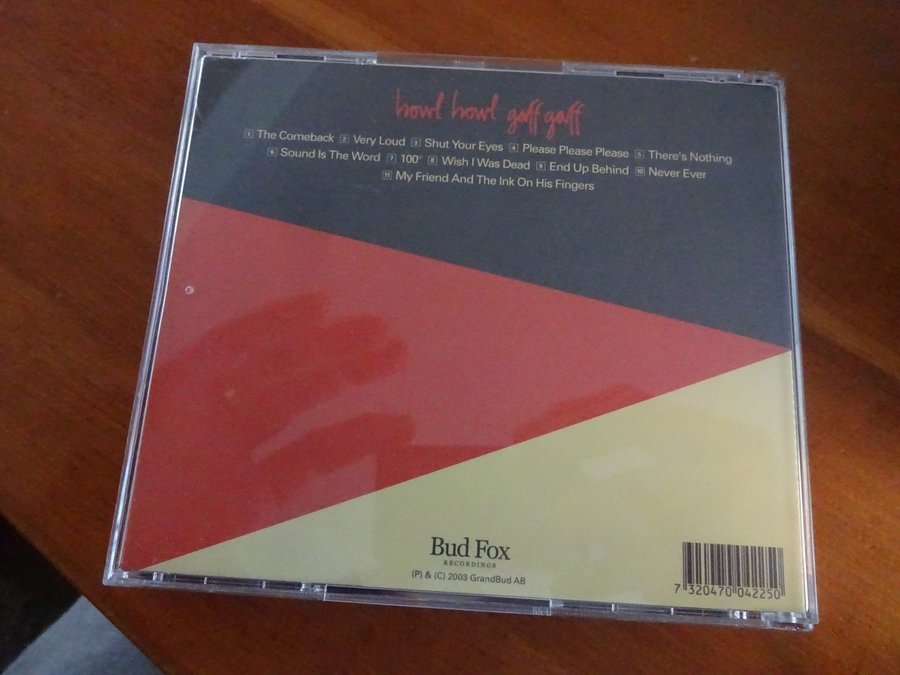 howl howl gaff gaff
1 The Comeback 2 Very Loud 3 Shut Your Eyes 4 Please Please Please 5 There's Nothing
6 Sound Is The Word 7 100° 8 Wish I Was Dead 9 End Up Behind 10 Never Ever
11 My Friend And The Ink On His Fingers
Bud Fox
RECORDINGS
(P) & (C) 2003 GrandBud AB
7 320470 042250